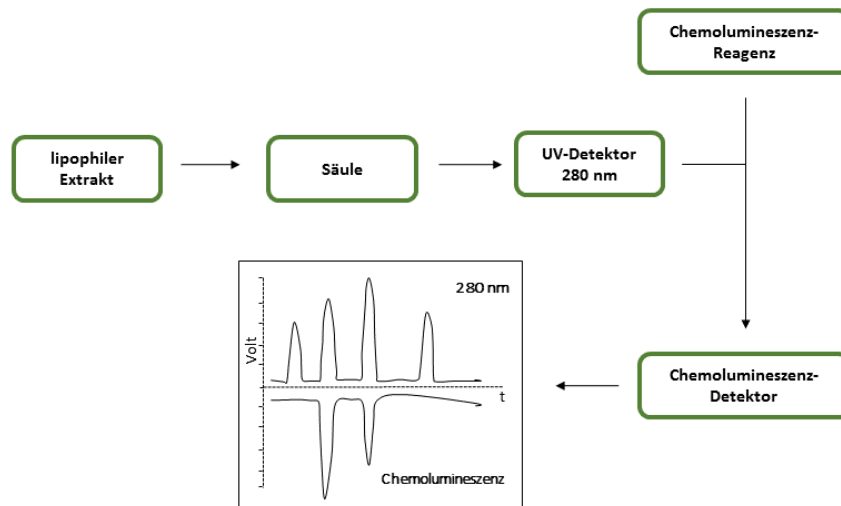 Chemolumineszenz-
Reagenz
lipophiler
Extrakt
Säule
UV-Detektor
280 nm
280 nm
Volt
t
Chemolumineszenz
Chemolumineszenz-
Detektor